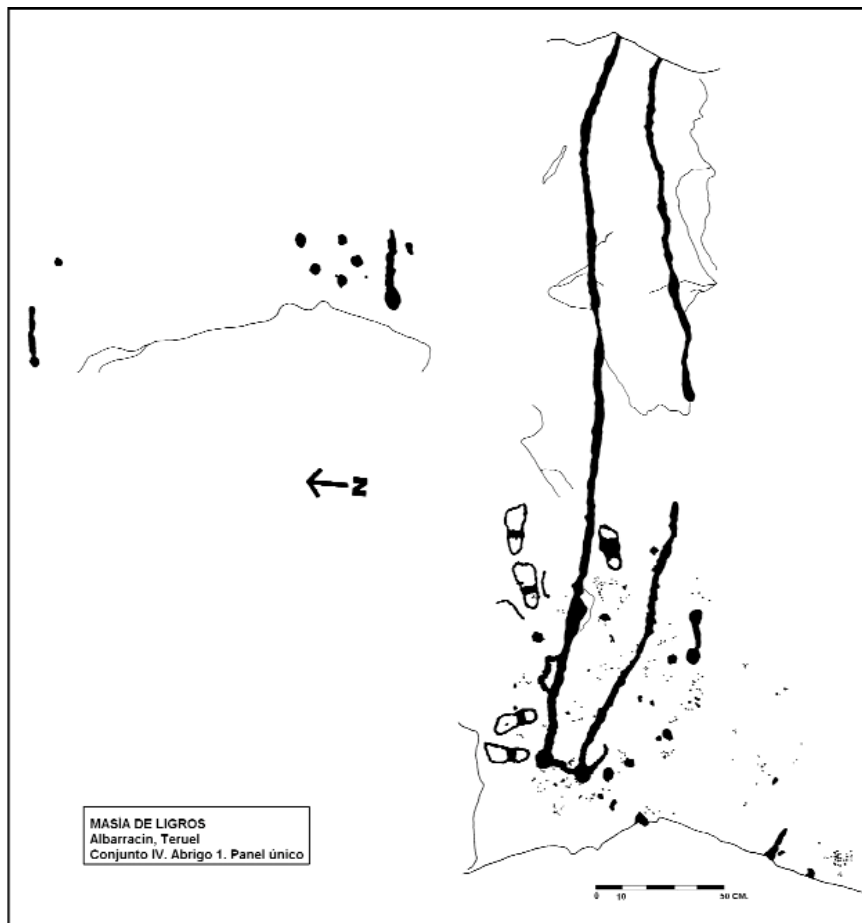 N
MASÍA DE LIGROS
Albarracín, Teruel
Conjunto IV. Abrigo 1. Panel único
0 10 50 CM.